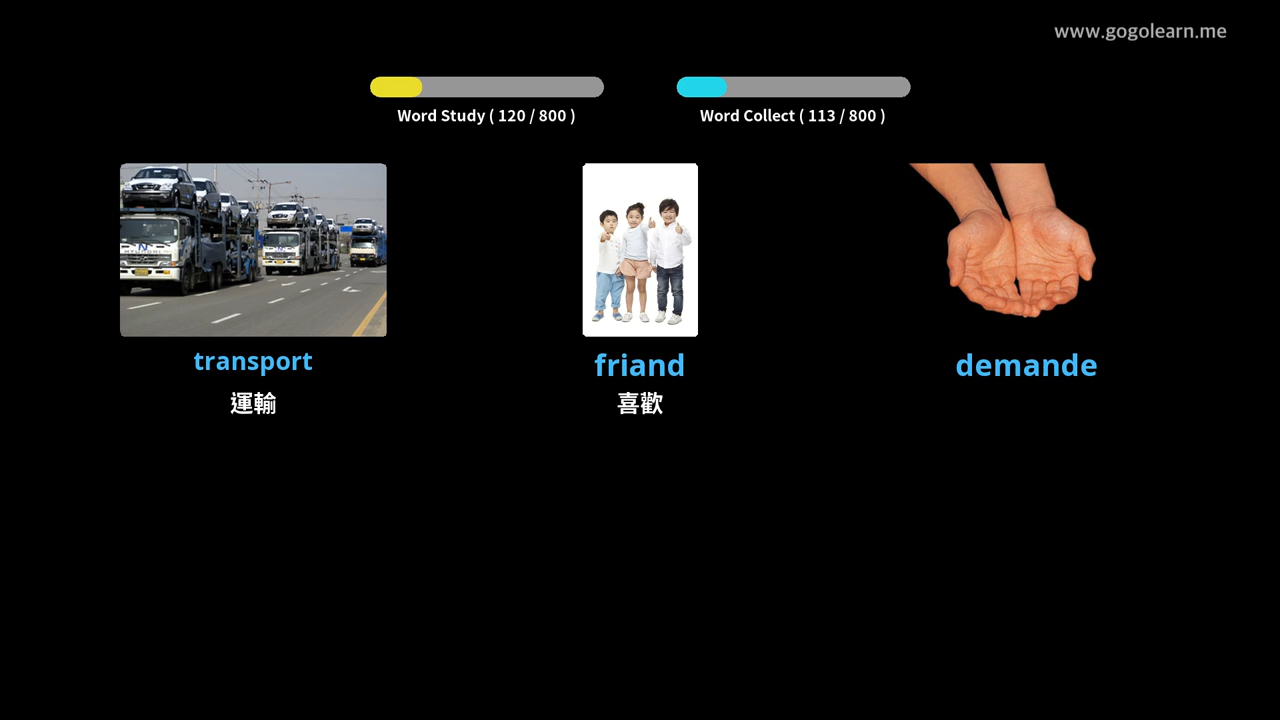 www.gogolearn.me
Word Study ( 120 / 800 )
Word Collect ( 113 / 800 )
transport
friand
demande
運輸
喜歡